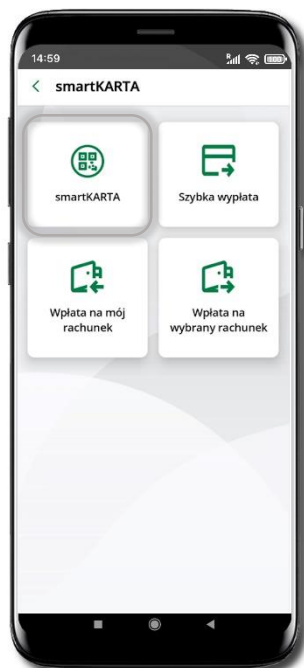 14:59
smartKARTA
smartKARTA
Szybka wypłata
Wpłata na mój
rachunek
Wpłata na
wybrany rachunek